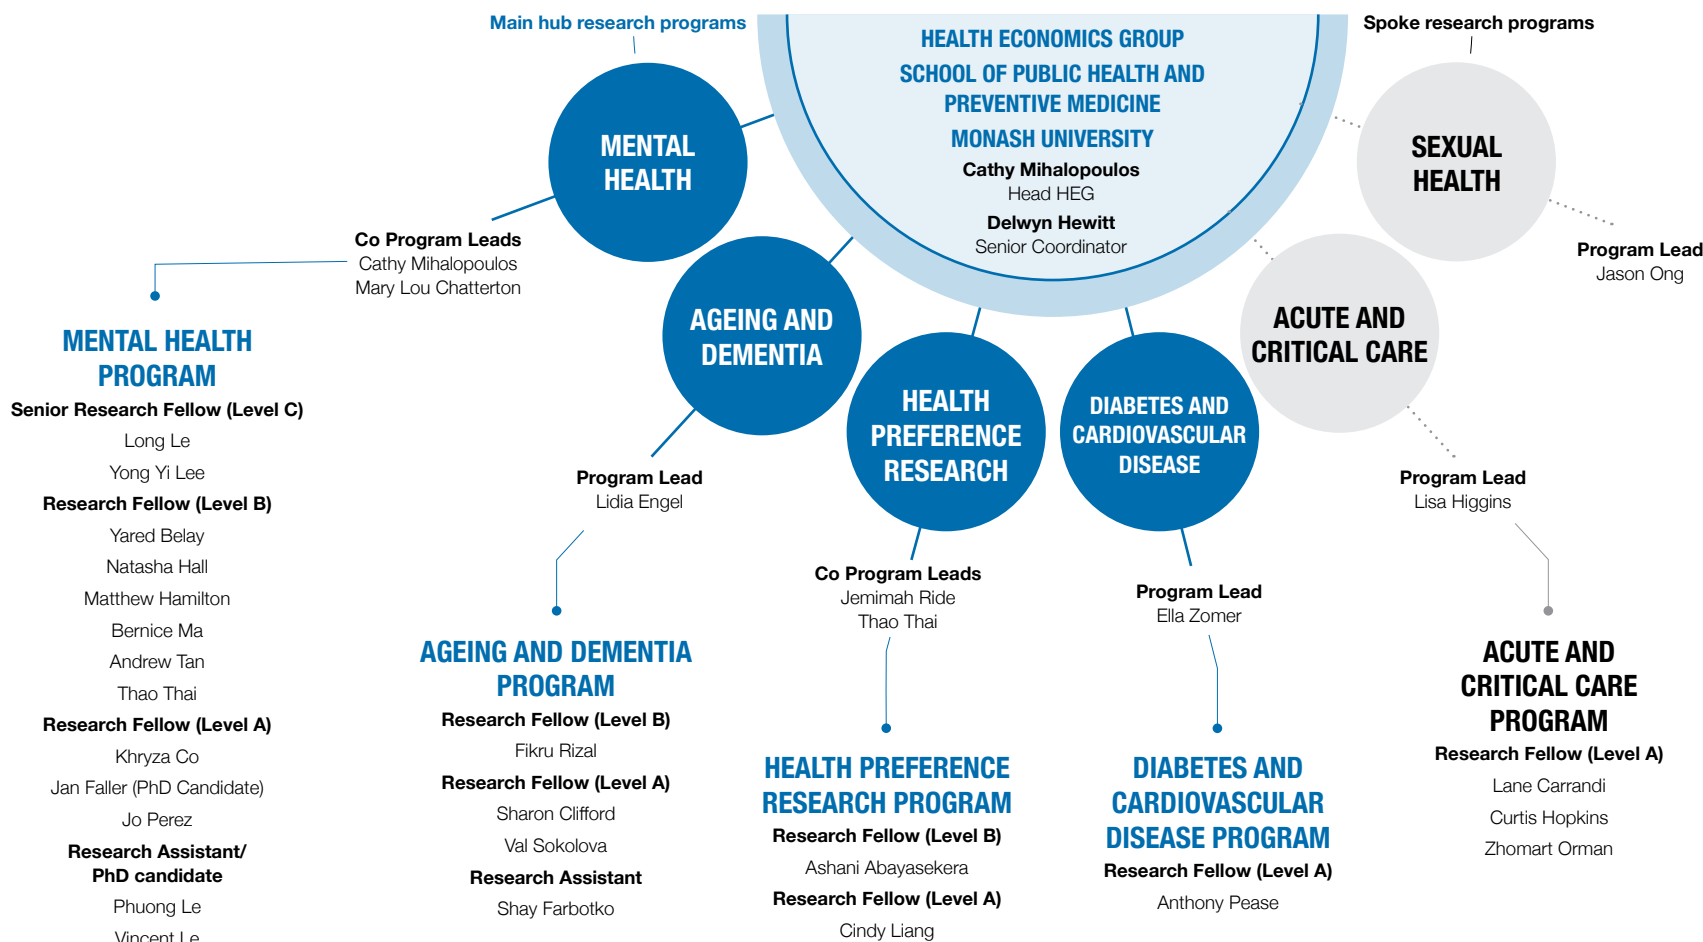 Main hub research programs
HEALTH ECONOMICS GROUP
SCHOOL OF PUBLIC HEALTH AND
PREVENTIVE MEDICINE
MONASH UNIVERSITY
Cathy Mihalopoulos
Head HEG
Delwyn Hewitt
Senior Coordinator
Spoke research programs
MENTAL
HEALTH
AGEING AND
DEMENTIA
HEALTH
PREFERENCE
RESEARCH
DIABETES AND
CARDIOVASCULAR
DISEASE
ACUTE AND
CRITICAL CARE
SEXUAL
HEALTH
Co Program Leads
Cathy Mihalopoulos
Mary Lou Chatterton
MENTAL HEALTH
PROGRAM
Senior Research Fellow (Level C)
Long Le
Yong Yi Lee
Research Fellow (Level B)
Yared Belay
Natasha Hall
Matthew Hamilton
Bernice Ma
Andrew Tan
Thao Thai
Research Fellow (Level A)
Khryza Co
Jan Faller (PhD Candidate)
Jo Perez
Research Assistant/
PhD candidate
Phuong Le
Vincent Le
Program Lead
Lidia Engel
AGEING AND DEMENTIA
PROGRAM
Research Fellow (Level B)
Fikru Rizal
Research Fellow (Level A)
Sharon Clifford
Val Sokolova
Research Assistant
Shay Farbotko
Co Program Leads
Jemimah Ride
Thao Thai
HEALTH PREFERENCE
RESEARCH PROGRAM
Research Fellow (Level B)
Ashani Abayasekera
Research Fellow (Level A)
Cindy Liang
Program Lead
Ella Zomer
DIABETES AND
CARDIOVASCULAR
DISEASE PROGRAM
Research Fellow (Level A)
Anthony Pease
Program Lead
Lisa Higgins
ACUTE AND
CRITICAL CARE
PROGRAM
Research Fellow (Level A)
Lane Carrandi
Curtis Hopkins
Zhomart Orman
Program Lead
Jason Ong